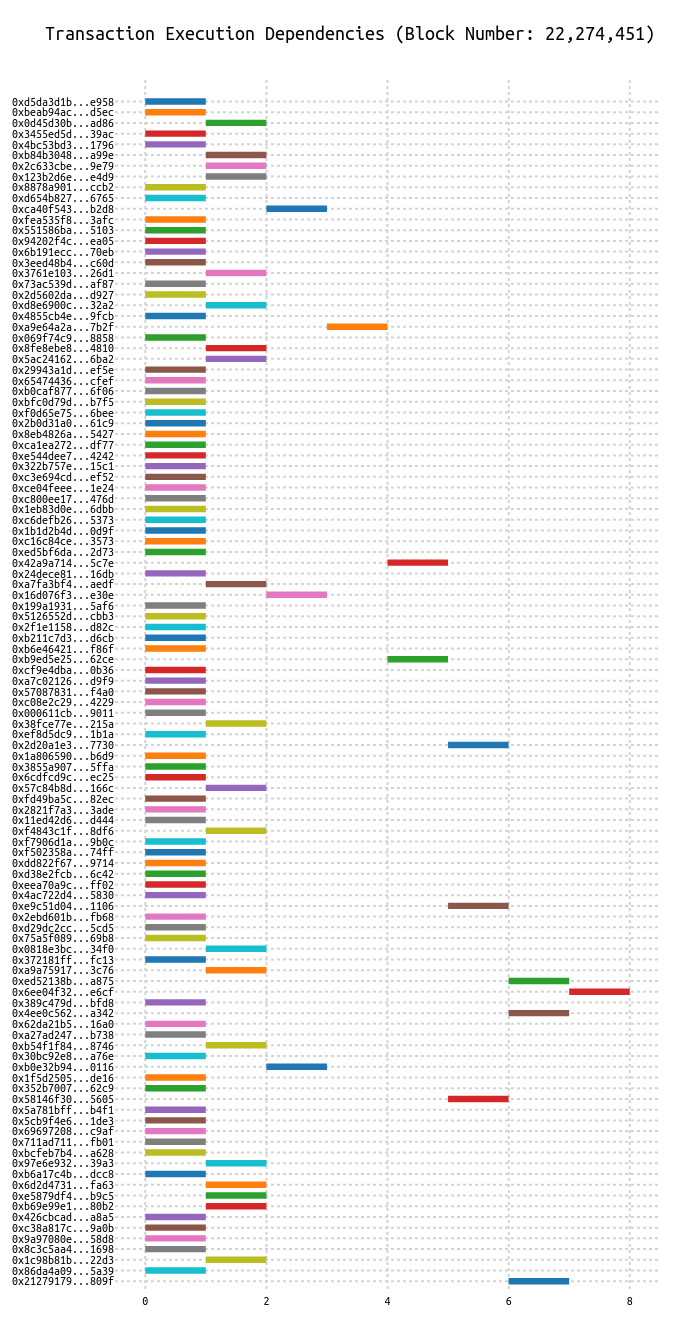 Transaction Execution Dependencies (Block Number: 22,274,451)
0xd5da3d1b...e958
0xbeab94ac...d5ec
0x0d45d30b...ad86
0x3455ed5d...39ac
0x4bc53bd3...1796
0xb84b3048...a99e
0x2c633cbe...9e79
0x123b2d6e...e4d9
0x8878a901...ccb2
0xd654b827...6765
0xca40f543...b2d8
0xfea535f8...3afc
0x551586ba...5103
0x94202f4c...ea05
0x6b191ecc...70eb
0x3eed48b4...c60d
0x3761e103...26d1
0x73ac539d...af87
0x2d5602da...d927
0xd8e6900c...32a2
0x4855cb4e...9fcb
0xa9e64a2a...7b2f
0x069f74c9...8858
0x8fe8ebe8...4810
0x5ac24162...6ba2
0x29943a1d...ef5e
0x65474436...cfef
0xb0caf877...6f06
0xbfc0d79d...b7f5
0xf0d65e75...6bee
0x2b0d31a0...61c9
0x8eb4826a...5427
0xca1ea272...df77
0xe544dee7...4242
0x322b757e...15c1
0xc3e694cd...ef52
0xce04feee...1e24
0xc800ee17...476d
0x1eb83d0e...6dbb
0xc6defb26...5373
0x1b1d2b4d...0d9f
0xc16c84ce...3573
0xed5bf6da...2d73
0x42a9a714...5c7e
0x24dece81...16db
0xa7fa3bf4...aedf
0x16d076f3...e30e
0x199a1931...5af6
0x5126552d...cbb3
0x2f1e1158...d82c
0xb211c7d3...d6cb
0xb6e46421...f86f
0xb9ed5e25...62ce
0xcf9e4dba...0b36
0xa7c02126...d9f9
0x57087831...f4a0
0xc08e2c29...4229
0x000611cb...9011
0x38fce77e...215a
0xef8d5dc9...1b1a
0x2d20a1e3...7730
0x1a806590...b6d9
0x3855a907...5ffa
0x6cdfcd9c...ec25
0x57c84b8d...166c
0xfd49ba5c...82ec
0x2821f7a3...3ade
0x11ed42d6...d444
0xf4843c1f...8df6
0xf7906d1a...9b0c
0xf502358a...74ff
0xdd822f67...9714
0xd38e2fcb...6c42
0xeea70a9c...ff02
0x4ac722d4...5830
0xe9c51d04...1106
0x2ebd601b...fb68
0xd29dc2cc...5cd5
0x75a5f089...69b8
0x0818e3bc...34f0
0x372181ff...fc13
0xa9a75917...3c76
0xed52138b...a875
0x6ee04f32...e6cf
0x389c479d...bfd8
0x4ee0c562...a342
0x62da21b5...16a0
0xa27ad247...b738
0xb54f1f84...8746
0x30bc92e8...a76e
0xb0e32b94...0116
0x1f5d2505...de16
0x352b7007...62c9
0x58146f30...5605
0x5a781bff...b4f1
0x5cb9f4e6...1de3
0x69697208...c9af
0x711ad711...fb01
0xbcfeb7b4...a628
0x97e6e932...39a3
0xb6a17c4b...dcc8
0x6d2d4731...fa63
0xe5879df4...b9c5
0xb69e99e1...80b2
0x426cbcad...a8a5
0xc38a817c...9a0b
0x9a97080e...58d8
0x8c3c5aa4...1698
0x1c98b81b...22d3
0x86da4a09...5a39
0x21279179...809f
0 2 4 6 8